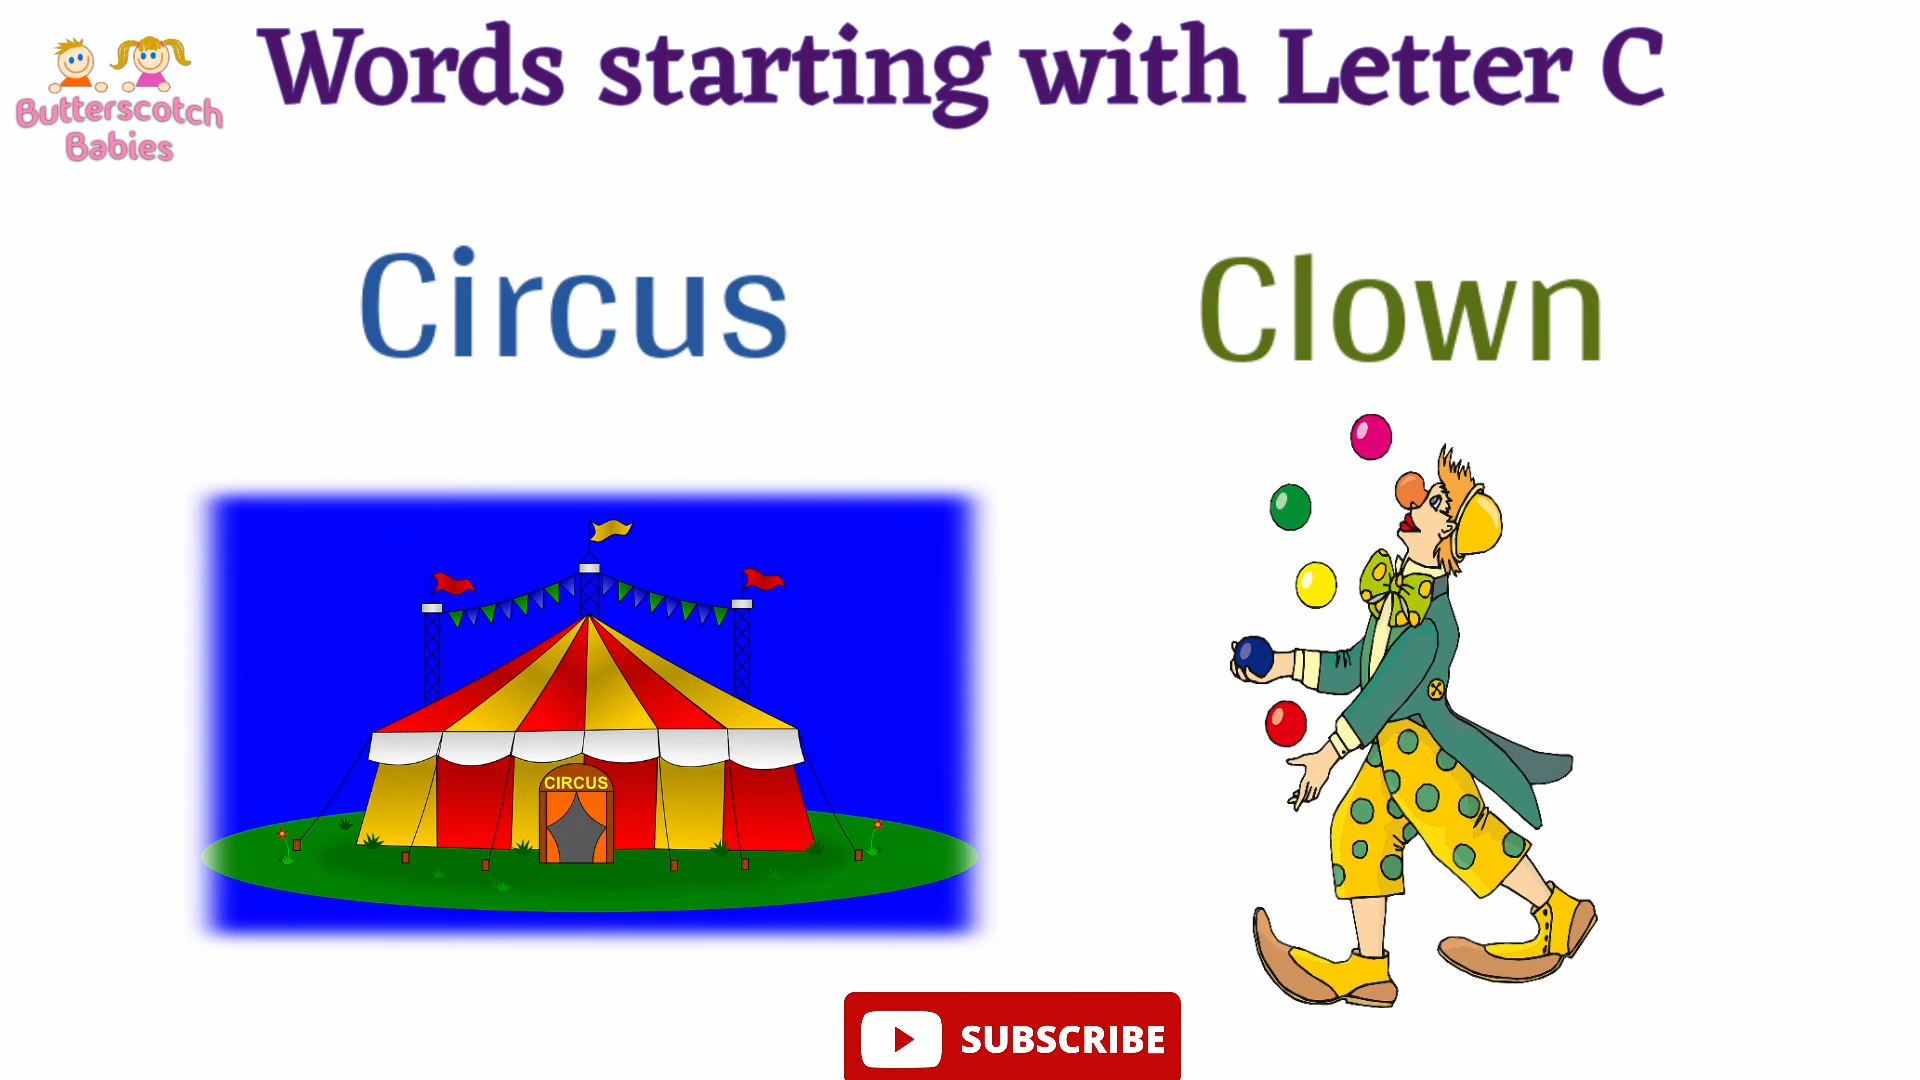 Words starting with Letter C
Butterscotch
Babies
Circus
Clown
CIRCUS
SUBSCRIBE